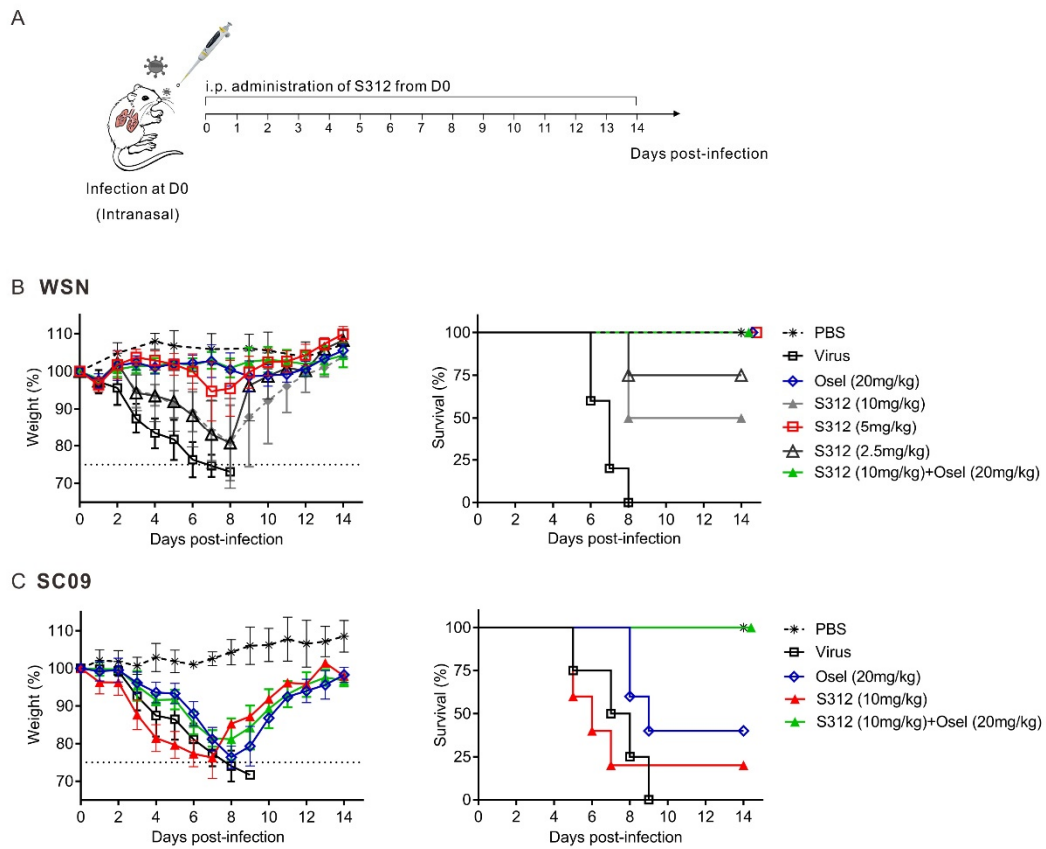 A
i.p. administration of S312 from D0
0 1 2 3 4 5 6 7 8 9 10 11 12 13 14
Days post-infection
Infection at D0
(Intranasal)
B WSN
Weight (%)
110
100
90
80
70
0 2 4 6 8 10 12 14
Days post-infection
Survival (%)
100
75
50
25
0
0 2 4 6 8 10 12 14
Days post-infection
PBS
Virus
Osel (20mg/kg)
S312 (10mg/kg)
S312 (5mg/kg)
S312 (2.5mg/kg)
S312 (10mg/kg)+Osel (20mg/kg)
C SC09
Weight (%)
110
100
90
80
70
0 2 4 6 8 10 12 14
Days post-infection
Survival (%)
100
75
50
25
0
0 2 4 6 8 10 12 14
Days post-infection
PBS
Virus
Osel (20mg/kg)
S312 (10mg/kg)
S312 (10mg/kg)+Osel (20mg/kg)